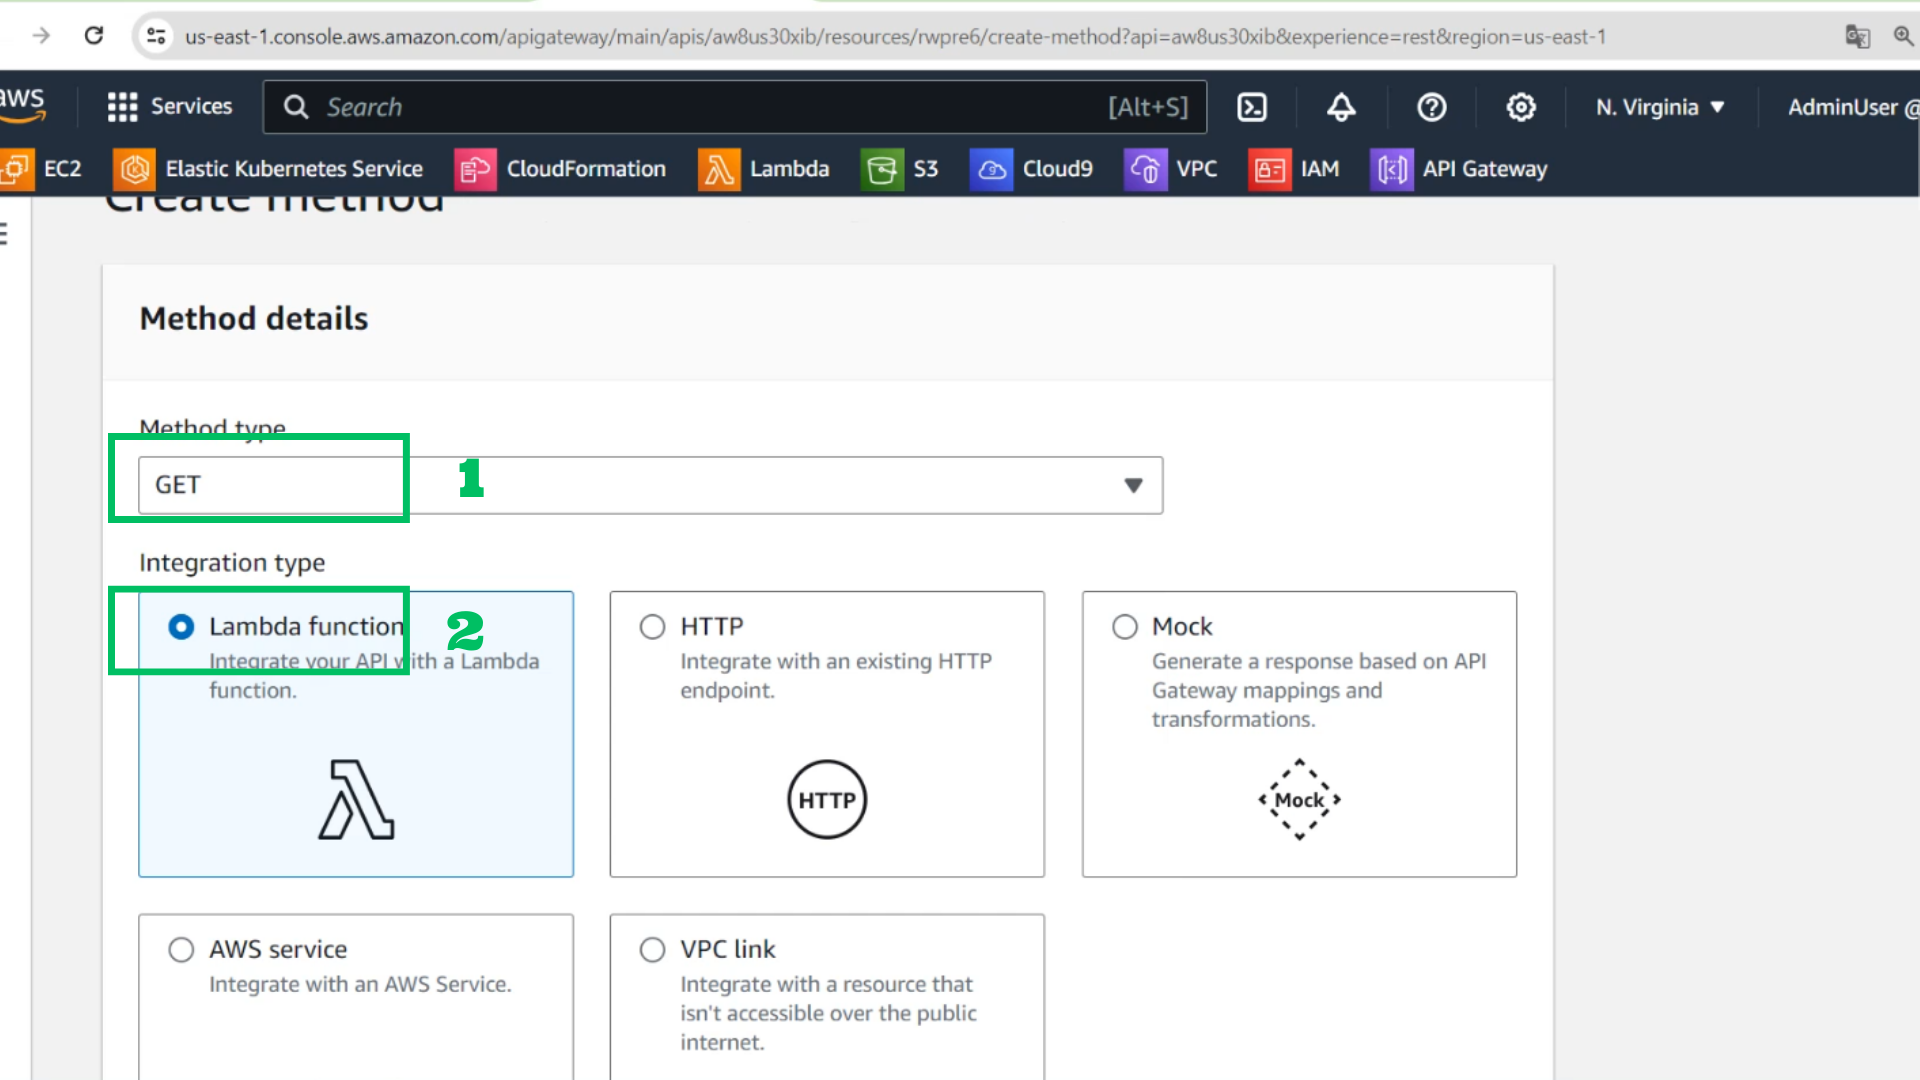 us-east-1.console.aws.amazon.com/apigateway/main/apis/aw8us30xib/resources/rwpre6/create-method?api=aw8us30xib&experience=rest&region=us-east-1
aws
Services
Search
[Alt+S]
N. Virginia
AdminUser @
EC2
Elastic Kubernetes Service
CloudFormation
Lambda
S3
Cloud9
VPC
IAM
API Gateway
Create method
Method details
Method type
GET
1
Integration type
Lambda function
2
Integrate your API with a Lambda
function.
HTTP
Integrate with an existing HTTP
endpoint.
HTTP
Mock
Generate a response based on API
Gateway mappings and
transformations.
Mock
AWS service
Integrate with an AWS Service.
VPC link
Integrate with a resource that
isn't accessible over the public
internet.